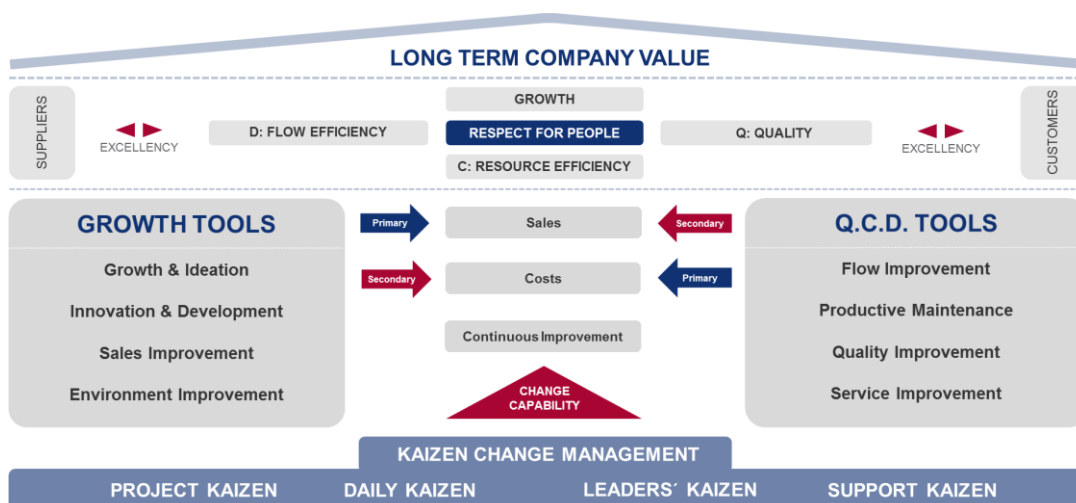 LONG TERM COMPANY VALUE
SUPPLIERS
EXCELLENCY
D: FLOW EFFICIENCY
GROWTH
RESPECT FOR PEOPLE
C: RESOURCE EFFICIENCY
Q: QUALITY
EXCELLENCY
CUSTOMERS
GROWTH TOOLS
Growth & Ideation
Innovation & Development
Sales Improvement
Environment Improvement
Primary
Sales
Secondary
Secondary
Costs
Primary
Continuous Improvement
CHANGE
CAPABILITY
Q.C.D. TOOLS
Flow Improvement
Productive Maintenance
Quality Improvement
Service Improvement
KAIZEN CHANGE MANAGEMENT
PROJECT KAIZEN
DAILY KAIZEN
LEADERS´ KAIZEN
SUPPORT KAIZEN